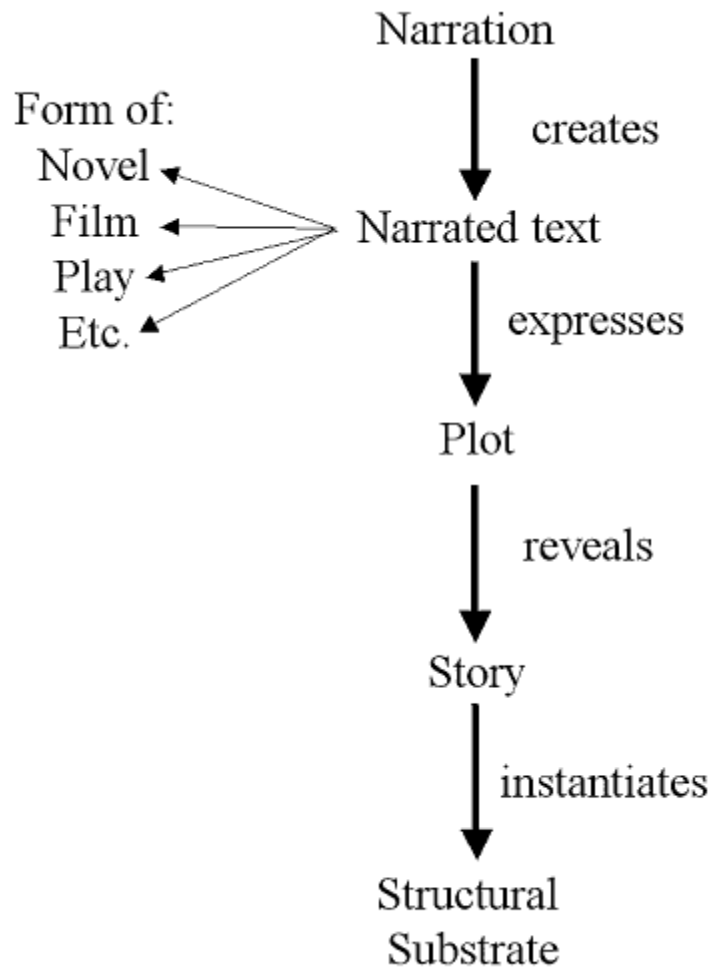 Narration
creates
Form of:
Novel
Film
Play
Etc.
Narrated text
expresses
Plot
reveals
Story
instantiates
Structural
Substrate